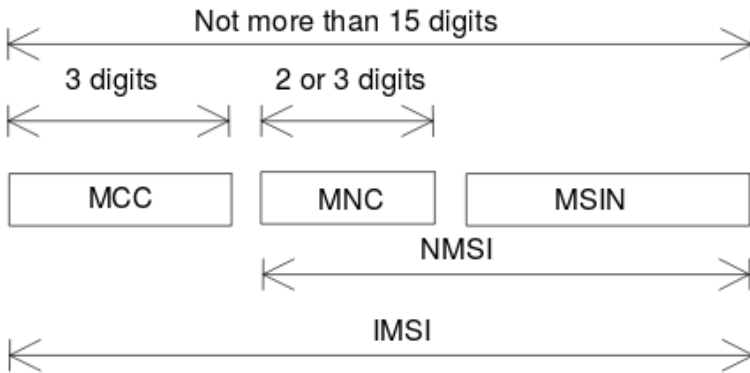 Not more than 15 digits
3 digits 2 or 3 digits
MCC MNC MSIN
NMSI
IMSI